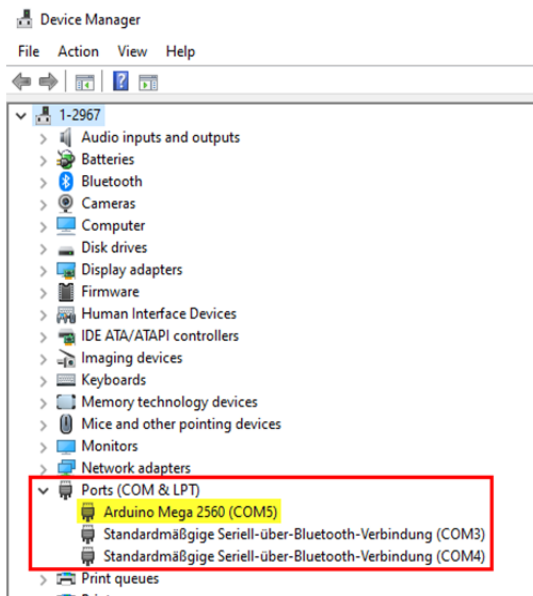 Device Manager
File Action View Help
1-2967
Audio inputs and outputs
Batteries
Bluetooth
Cameras
Computer
Disk drives
Display adapters
Firmware
Human Interface Devices
IDE ATA/ATAPI controllers
Imaging devices
Keyboards
Memory technology devices
Mice and other pointing devices
Monitors
Network adapters
Ports (COM & LPT)
Arduino Mega 2560 (COM5)
Standardmäßgige Seriell-über-Bluetooth-Verbindung (COM3)
Standardmäßgige Seriell-über-Bluetooth-Verbindung (COM4)
Print queues